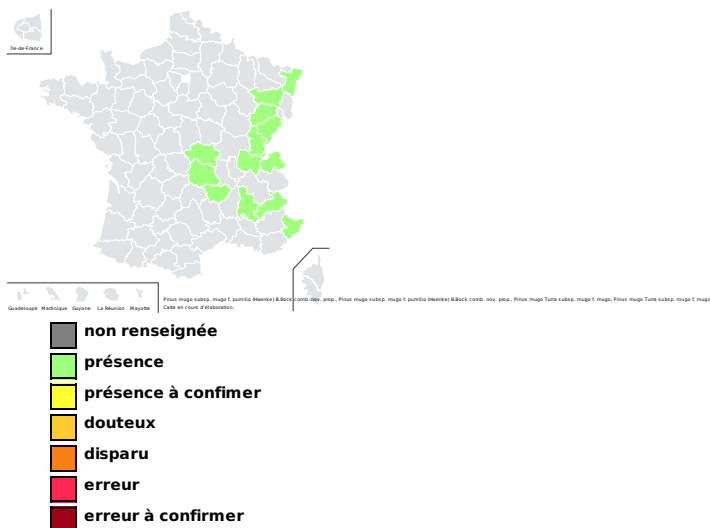 Île-de-France
Guadeloupe Martinique Guyane La Réunion Mayotte
Pinus mugo subsp. mugo f. pumilio (Haenke) B.Bock comb. nov. prop., Pinus mugo subsp. mugo f. pumilio (Haenke) B.Bock comb. nov. prop., Pinus mugo Turra subsp. mugo f. mugo, Pinus mugo Turra subsp. mugo f. mugo
Carte en cours d'élaboration.
non renseignée
présence
présence à confimer
douteux
disparu
erreur
erreur à confirmer